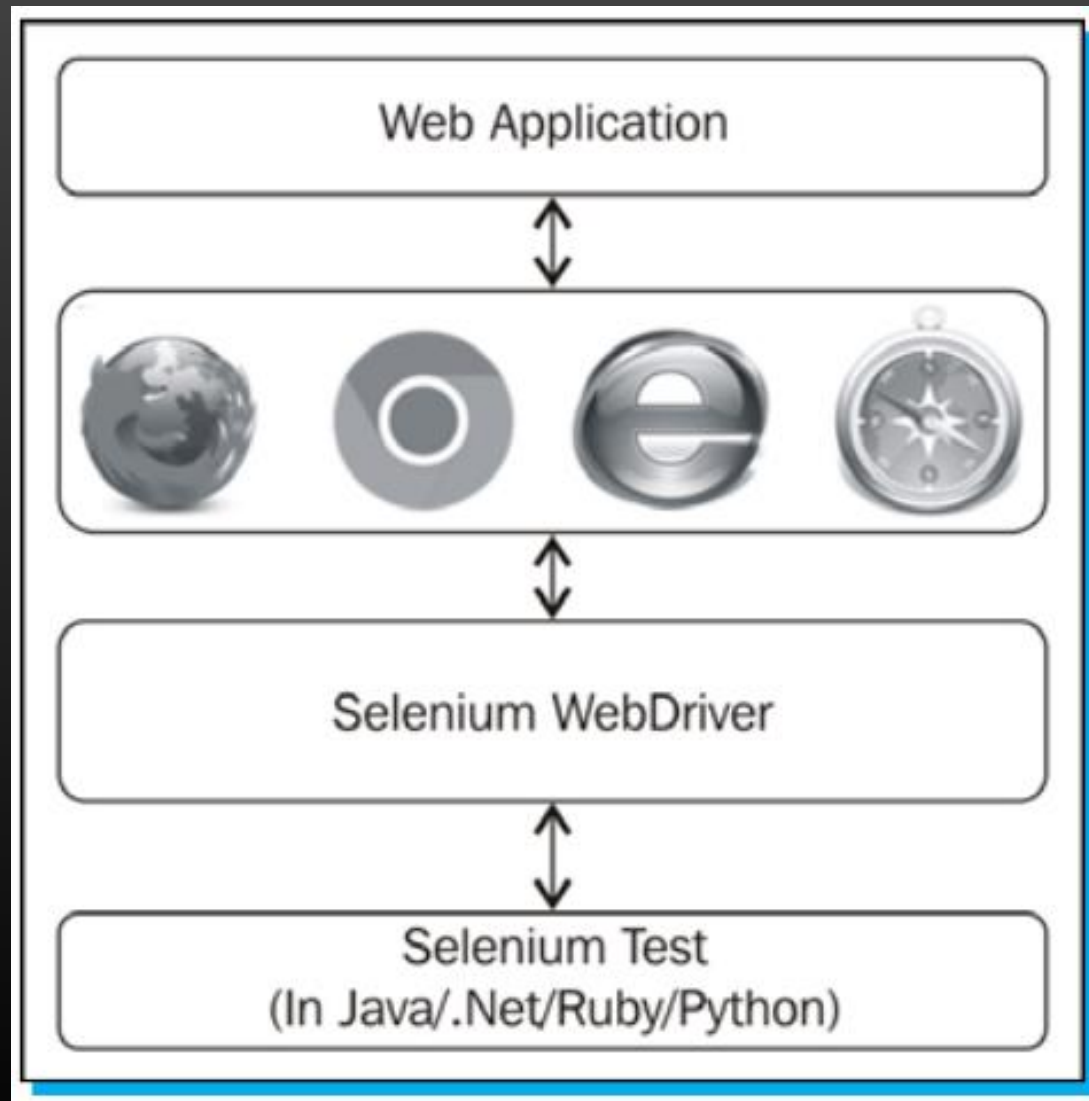 Web Application
Selenium WebDriver
Selenium Test
(In Java/.Net/Ruby/Python)